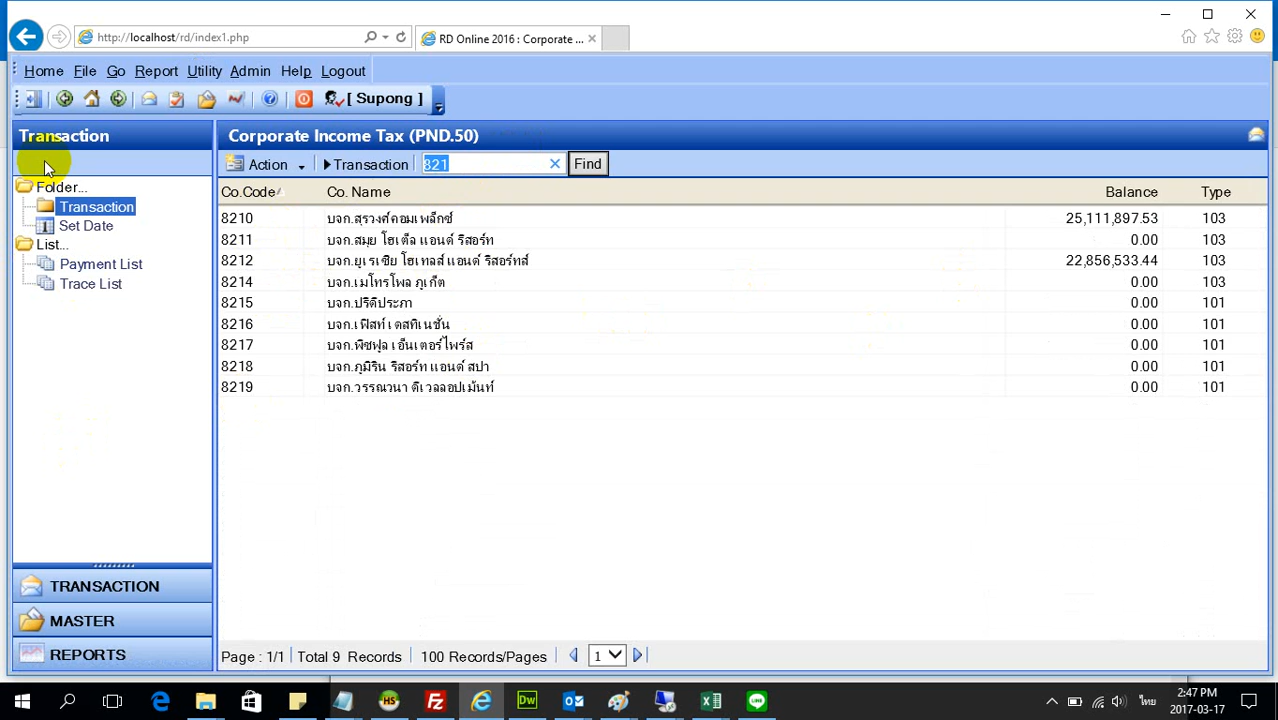 http://localhost/rd/index1.php
RD Online 2016 : Corporate ...
Home File Go Report Utility Admin Help Logout
[ Supong ]
Transaction
Corporate Income Tax (PND.50)
Action Transaction 821 Find
Folder...
Transaction
Set Date
List...
Payment List
Trace List
Co.Code Co. Name Balance Type
8210 บจก.สุรวงศ์คอมเพล็กซ์ 25,111,897.53 103
8211 บจก.สมุย โฮเต็ล แอนด์ รีสอร์ท 0.00 103
8212 บจก.ยูเรเซีย โฮเทลส์ แอนด์ รีสอร์ทส์ 22,856,533.44 103
8214 บจก.เมโทรโพล ภูเก็ต 0.00 103
8215 บจก.ปรีดีประภา 0.00 101
8216 บจก.เฟิสท์ เดสทิเนชั่น 0.00 101
8217 บจก.พีซฟูล เอ็นเตอร์ไพร์ส 0.00 101
8218 บจก.ภูมิริน รีสอร์ท แอนด์ สปา 0.00 101
8219 บจก.วรรณวนา ดีเวลลอปเม้นท์ 0.00 101
TRANSACTION
MASTER
REPORTS
Page : 1/1 Total 9 Records 100 Records/Pages 1
ไทย
2:47 PM
2017-03-17